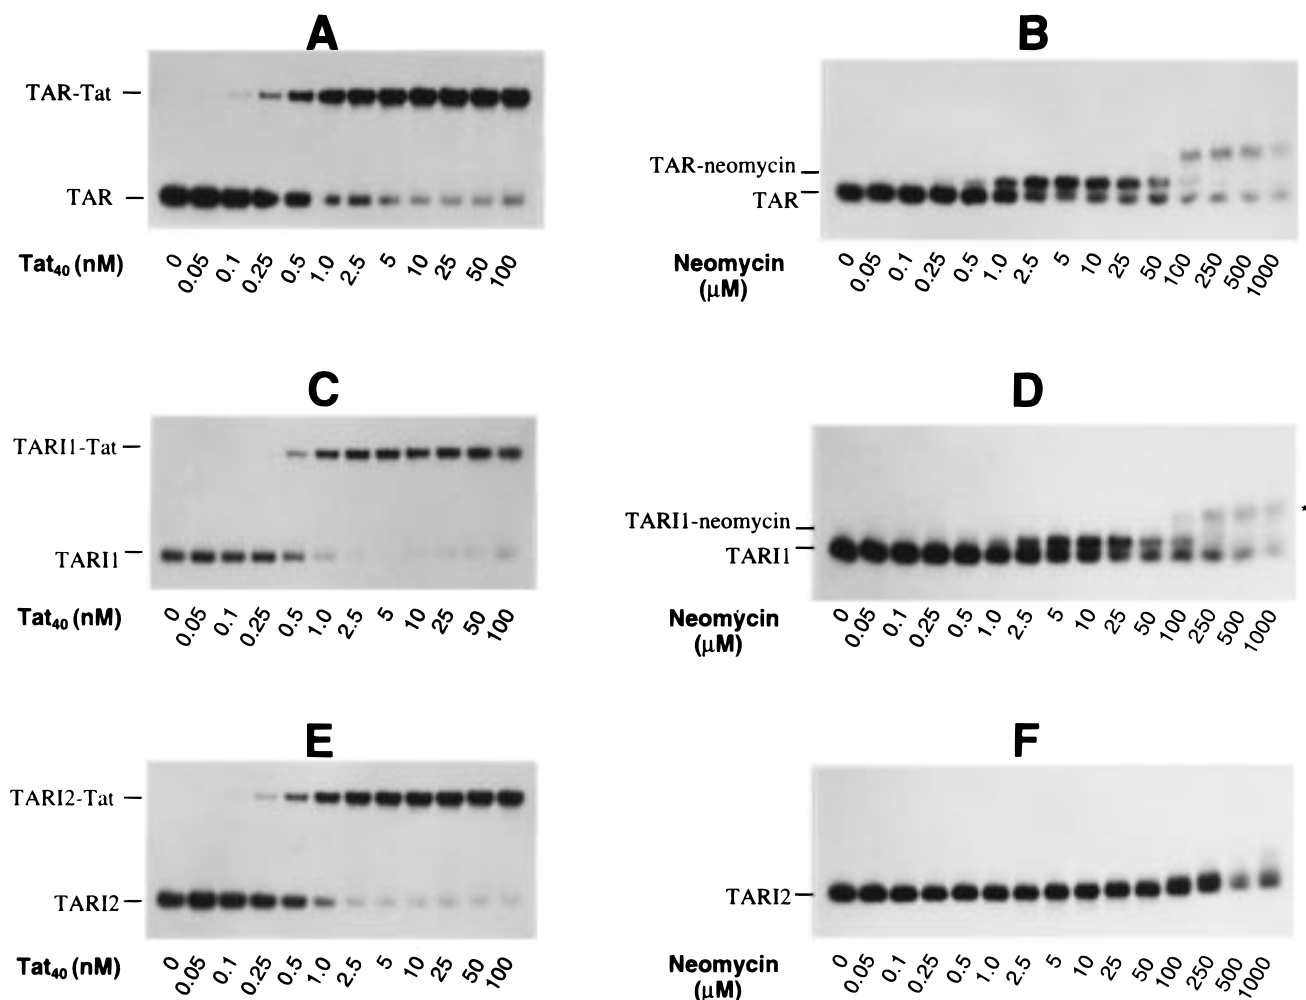 A
TAR-Tat
TAR
Tat₄₀ (nM)
0 0.05 0.1 0.25 0.5 1.0 2.5 5 10 25 50 100
B
TAR-neomycin
TAR
Neomycin
(μM)
0 0.05 0.1 0.25 0.5 1.0 2.5 5 10 25 50 100 250 500 1000
C
TARI1-Tat
TARI1
Tat₄₀ (nM)
0 0.05 0.1 0.25 0.5 1.0 2.5 5 10 25 50 100
D
TARI1-neomycin
*
TARI1
Neomycin
(μM)
0 0.05 0.1 0.25 0.5 1.0 2.5 5 10 25 50 100 250 500 1000
E
TARI2-Tat
TARI2
Tat₄₀ (nM)
0 0.05 0.1 0.25 0.5 1.0 2.5 5 10 25 50 100
F
TARI2
Neomycin
(μM)
0 0.05 0.1 0.25 0.5 1.0 2.5 5 10 25 50 100 250 500 1000